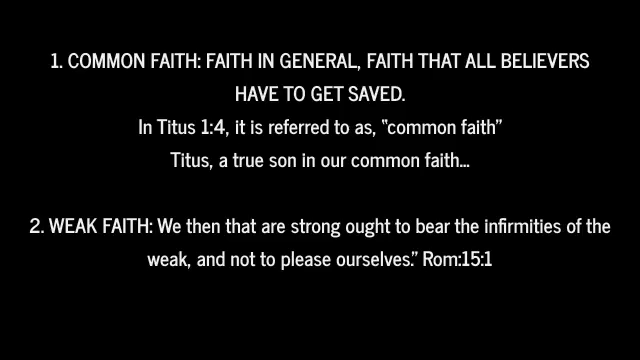 1. COMMON FAITH: FAITH IN GENERAL, FAITH THAT ALL BELIEVERS
HAVE TO GET SAVED.
In Titus 1:4, it is referred to as, “common faith”
Titus, a true son in our common faith...
2. WEAK FAITH: We then that are strong ought to bear the infirmities of the
weak, and not to please ourselves.” Rom:15:1